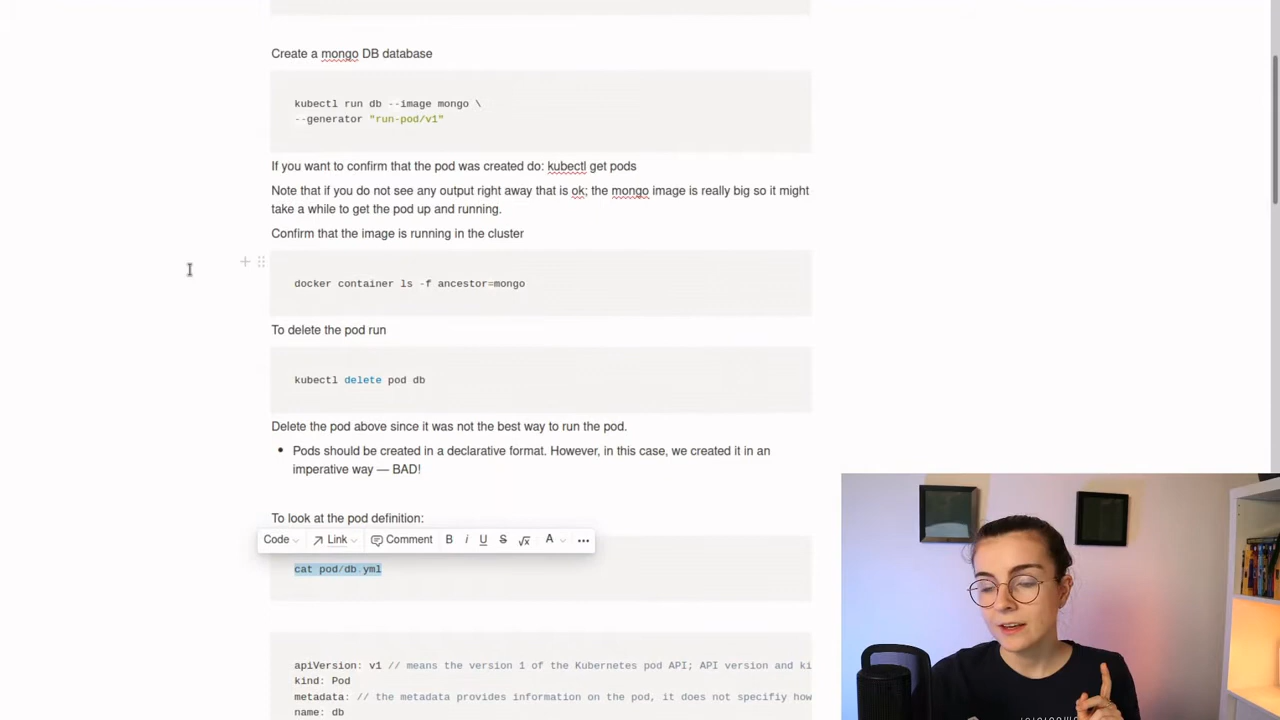 Create a mongo DB database
kubectl run db --image mongo \
--generator "run-pod/v1"
If you want to confirm that the pod was created do: kubectl get pods
Note that if you do not see any output right away that is ok; the mongo image is really big so it might
take a while to get the pod up and running.
Confirm that the image is running in the cluster
docker container ls -f ancestor=mongo
To delete the pod run
kubectl delete pod db
Delete the pod above since it was not the best way to run the pod.
• Pods should be created in a declarative format. However, in this case, we created it in an
imperative way — BAD!
To look at the pod definition:
Code Link Comment B i U S √x A •••
cat pod/db.yml
apiVersion: v1 // means the version 1 of the Kubernetes pod API; API version and ki
kind: Pod
metadata: // the metadata provides information on the pod, it does not specifiy how
name: db